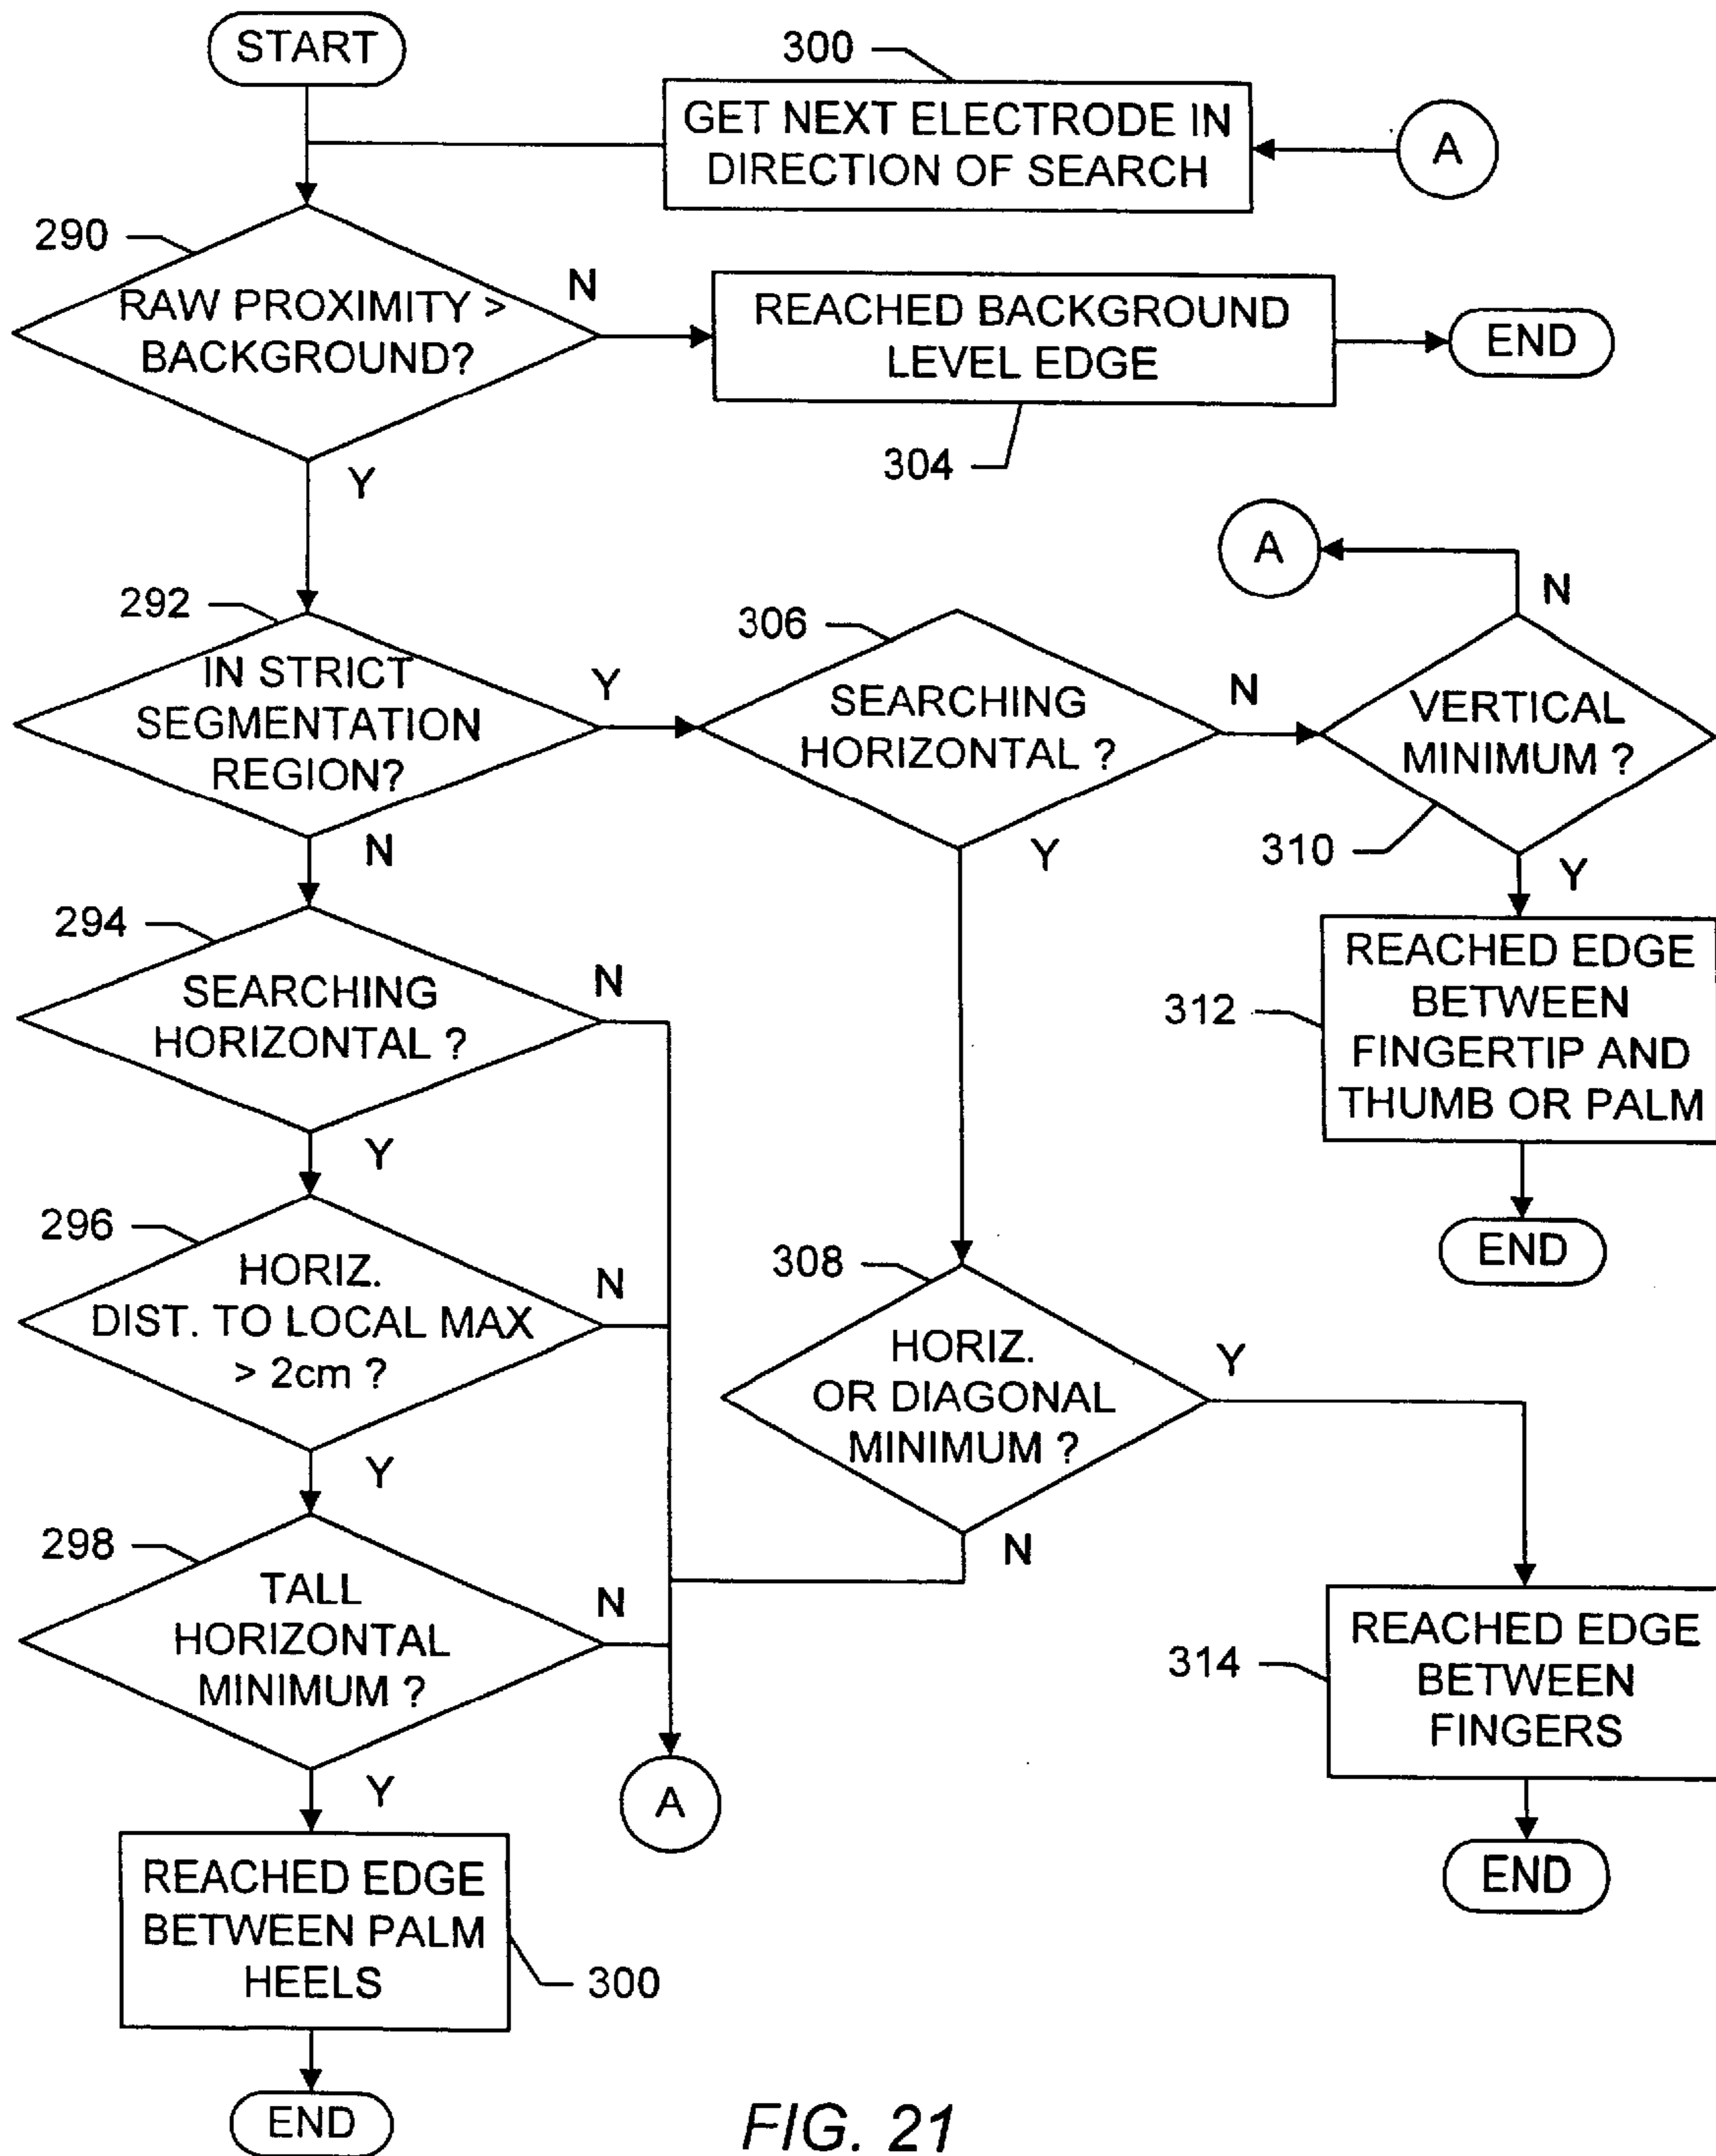 START
300
GET NEXT ELECTRODE IN
DIRECTION OF SEARCH
A
290
RAW PROXIMITY >
BACKGROUND?
N
REACHED BACKGROUND
LEVEL EDGE
END
304
Y
A
N
292
IN STRICT
SEGMENTATION
REGION?
Y
306
SEARCHING
HORIZONTAL ?
N
VERTICAL
MINIMUM ?
310
N
Y
Y
294
SEARCHING
HORIZONTAL ?
N
312
REACHED EDGE
BETWEEN
FINGERTIP AND
THUMB OR PALM
END
Y
296
HORIZ.
DIST. TO LOCAL MAX
> 2cm ?
N
308
HORIZ.
OR DIAGONAL
MINIMUM ?
Y
Y
N
298
TALL
HORIZONTAL
MINIMUM ?
N
314
REACHED EDGE
BETWEEN
FINGERS
Y
A
END
REACHED EDGE
BETWEEN PALM
HEELS
300
END
FIG. 21